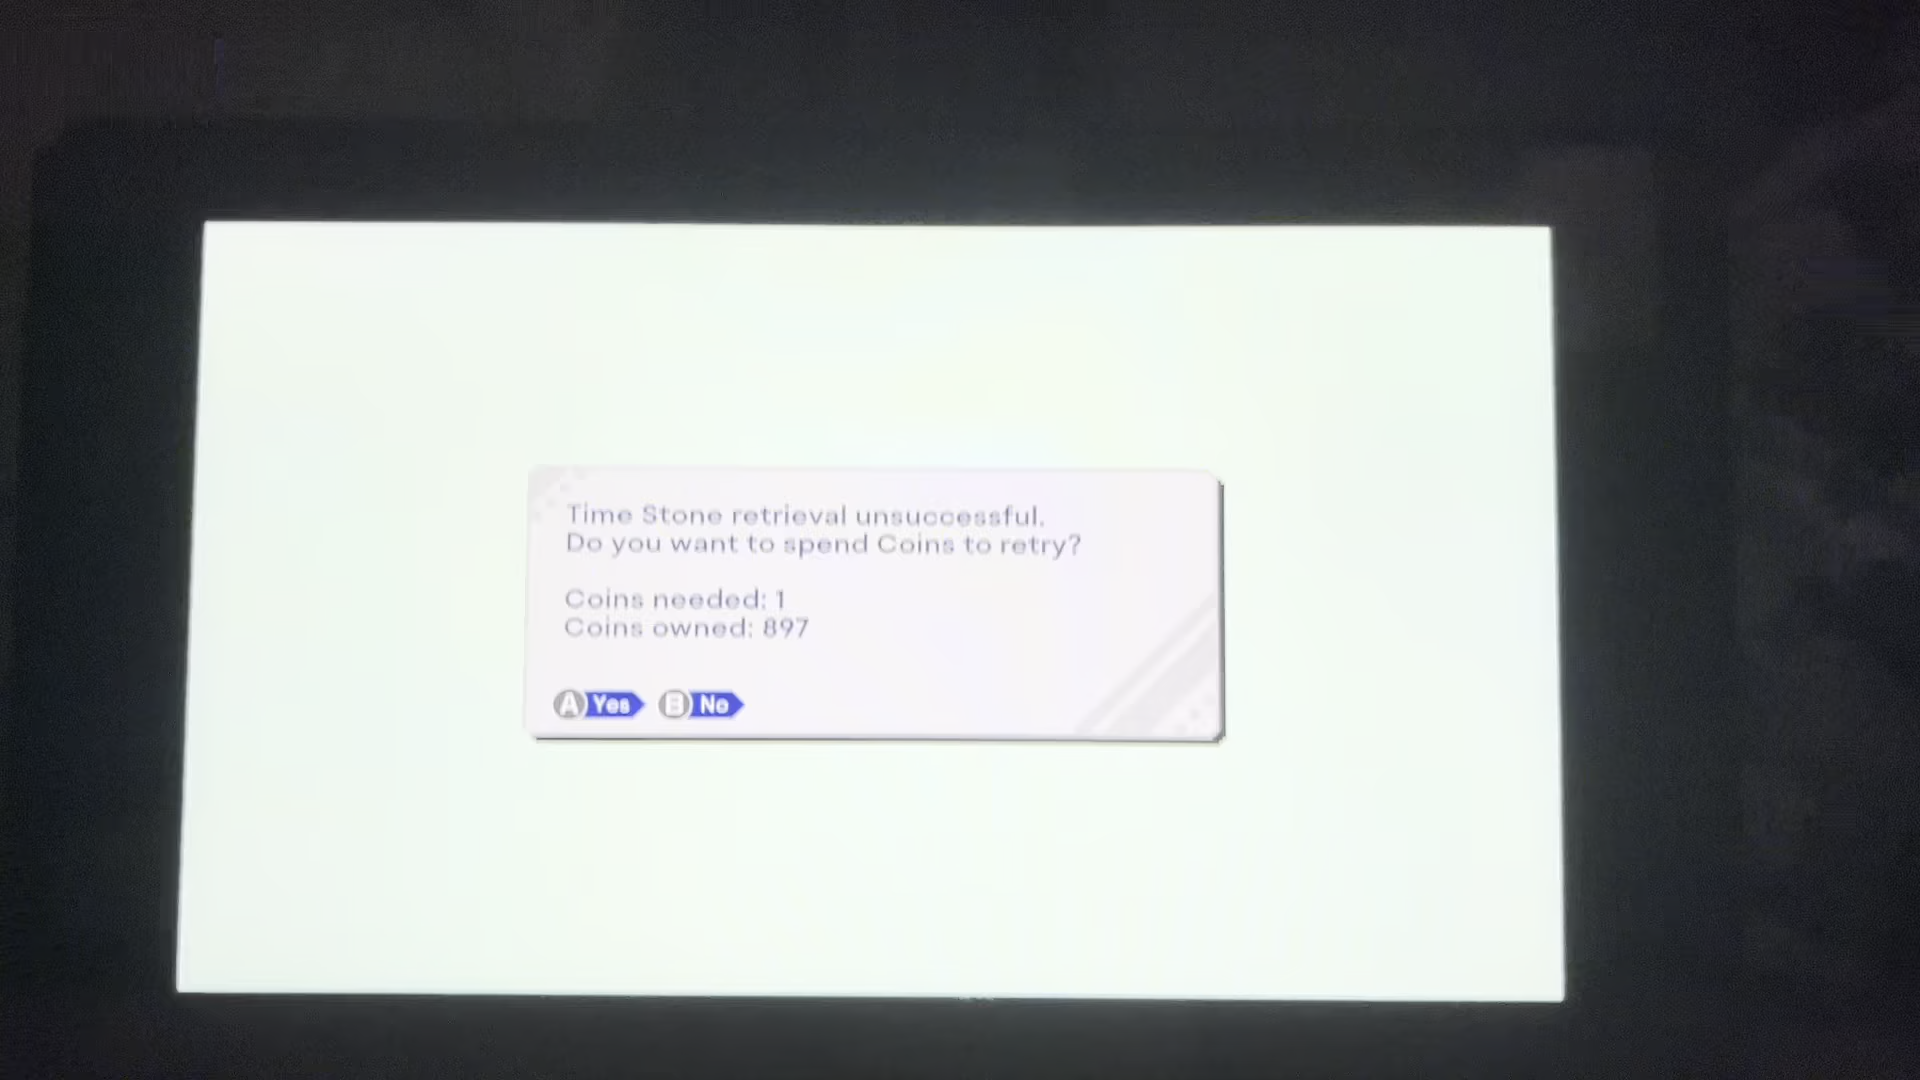 Time Stone retrieval unsuccessful.
Do you want to spend Coins to retry?
Coins needed: 1
Coins owned: 897
A Yes B No